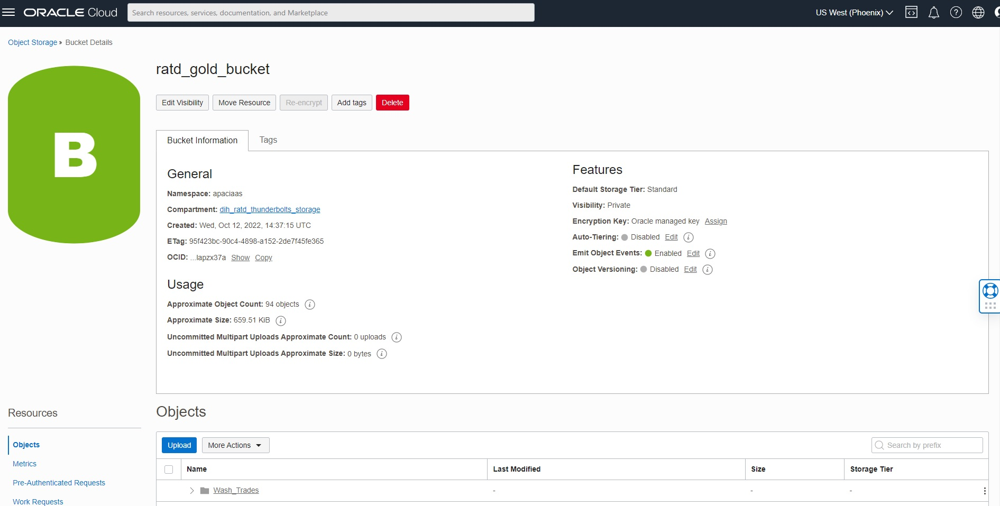 ORACLE Cloud
Search resources, services, documentation, and Marketplace
US West (Phoenix)
Object Storage » Bucket Details
B
ratd_gold_bucket
Edit Visibility
Move Resource
Re-encrypt
Add tags
Delete
Bucket Information
Tags
General
Namespace: apaciaas
Compartment: dih_ratd_thunderbolts_storage
Created: Wed, Oct 12, 2022, 14:37:15 UTC
ETag: 95f423bc-90c4-4898-a152-2de7f45fe365
OCID: ...lapzx37a Show Copy
Usage
Approximate Object Count: 94 objects
Approximate Size: 659.51 KiB
Uncommitted Multipart Uploads Approximate Count: 0 uploads
Uncommitted Multipart Uploads Approximate Size: 0 bytes
Features
Default Storage Tier: Standard
Visibility: Private
Encryption Key: Oracle managed key Assign
Auto-Tiering: Disabled Edit
Emit Object Events: Enabled Edit
Object Versioning: Disabled Edit
Resources
Objects
Metrics
Pre-Authenticated Requests
Work Requests
Objects
Upload
More Actions
Search by prefix
Name Last Modified Size Storage Tier
Wash_Trades - - -